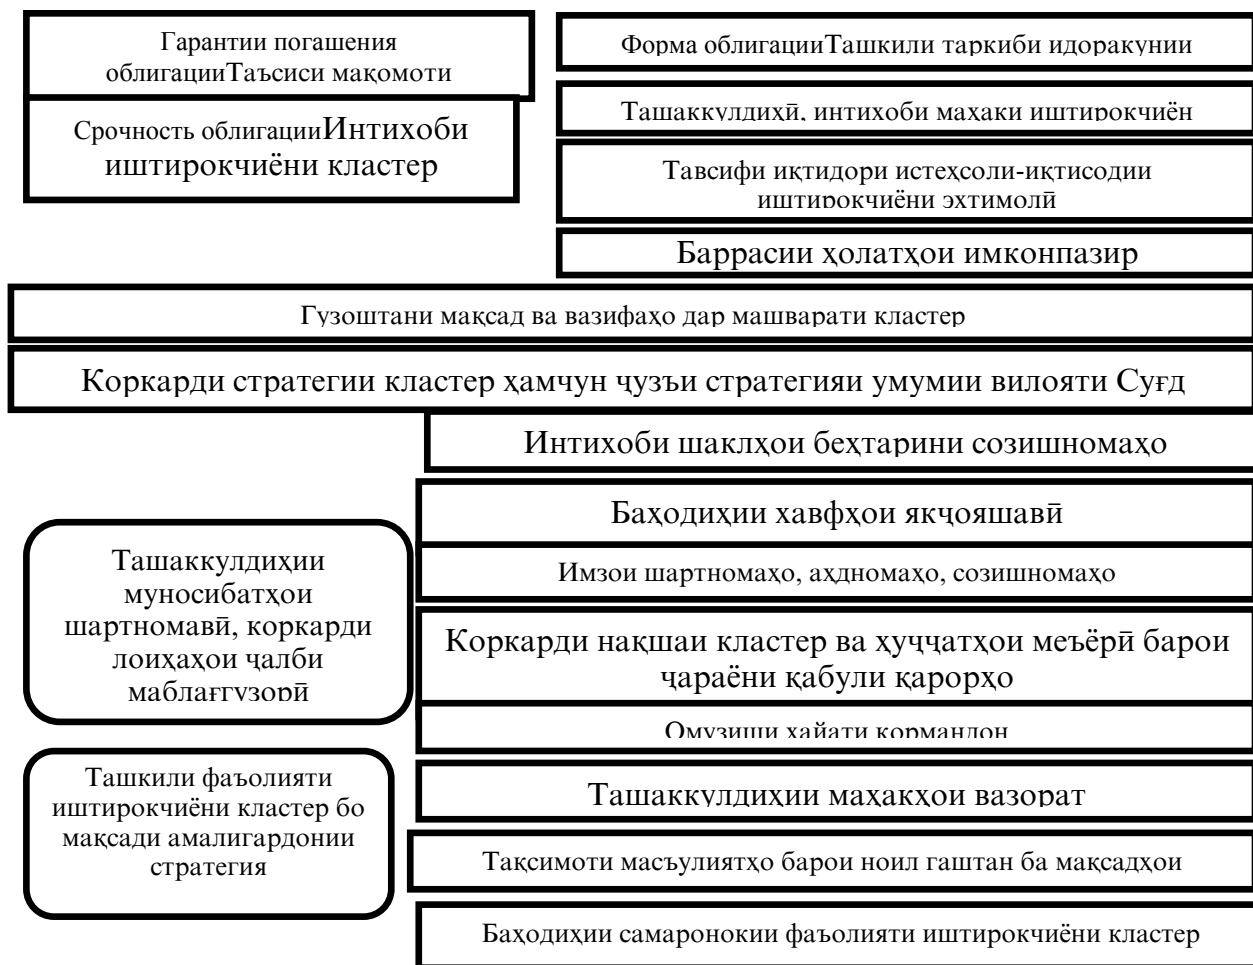 Гарантии погашения
облигацииТаъсиси мақомоти
Срочность облигацииИнтихоби
иштирокчиёни кластер
Форма облигацииТашкили таркиби идоракунии
Ташаккулдиҳӣ, интихоби маҳаки иштирокчиён
Тавсифи иқтидори истеҳсоли-иқтисодии
иштирокчиёни эҳтимолӣ
Баррасии ҳолатҳои имконпазир
Гузоштани мақсад ва вазифаҳо дар машварати кластер
Коркарди стратегии кластер ҳамчун ҷузъи стратегияи умумии вилояти Суғд
Интихоби шаклҳои беҳтарини созишномаҳо
Баҳодиҳии хавфҳои якҷояшавӣ
Имзои шартномаҳо, аҳдномаҳо, созишномаҳо
Ташаккулдиҳии
муносибатҳои
шартномавӣ, коркарди
лоиҳаҳои ҷалби
маблағгузорӣ
Коркарди нақшаи кластер ва ҳуҷҷатҳои меъёрӣ барои
ҷараёни қабули қарорҳо
Омузиши ҳайати кормандон
Ташкили фаъолияти
иштирокчиёни кластер бо
мақсади амалигардонии
стратегия
Ташаккулдиҳии маҳакҳои вазорат
Тақсимоти масъулиятҳо барои ноил гаштан ба мақсадҳои
Баҳодиҳии самаронокии фаъолияти иштирокчиёни кластер